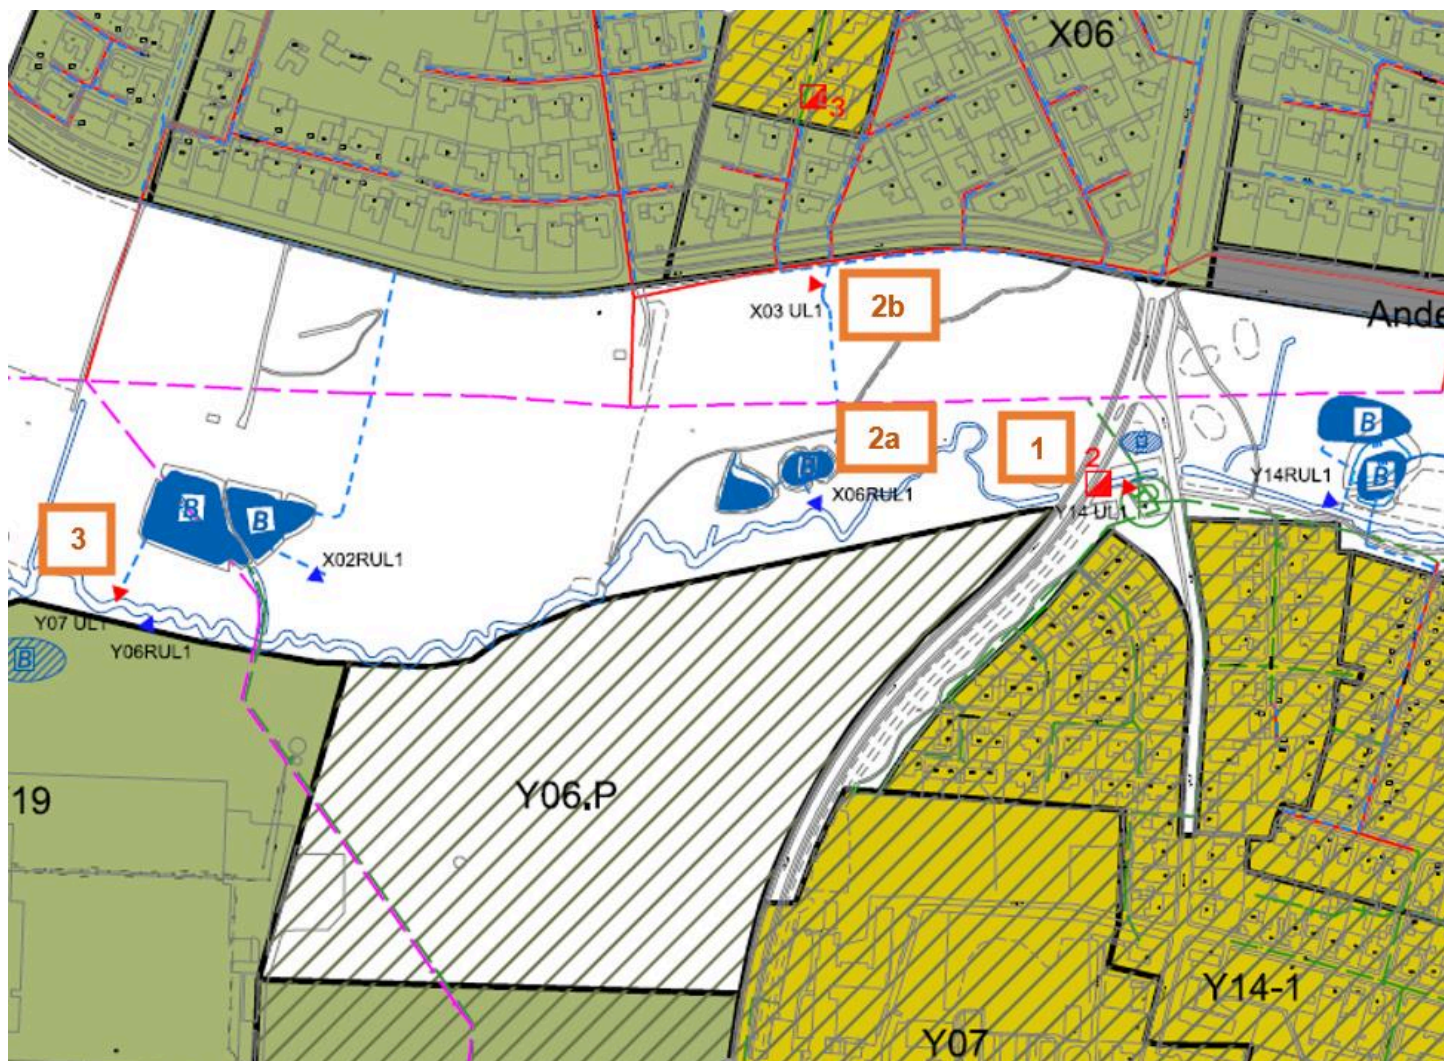 X06
3
X03 UL1
2b
Ande
2a
1
B
2
B
B
Y14RUL1
X06RUL1
Y14 UL1
B
B
3
X02RUL1
Y07 UL1
Y06RUL1
B
19
Y06.P
Y14-1
Y07